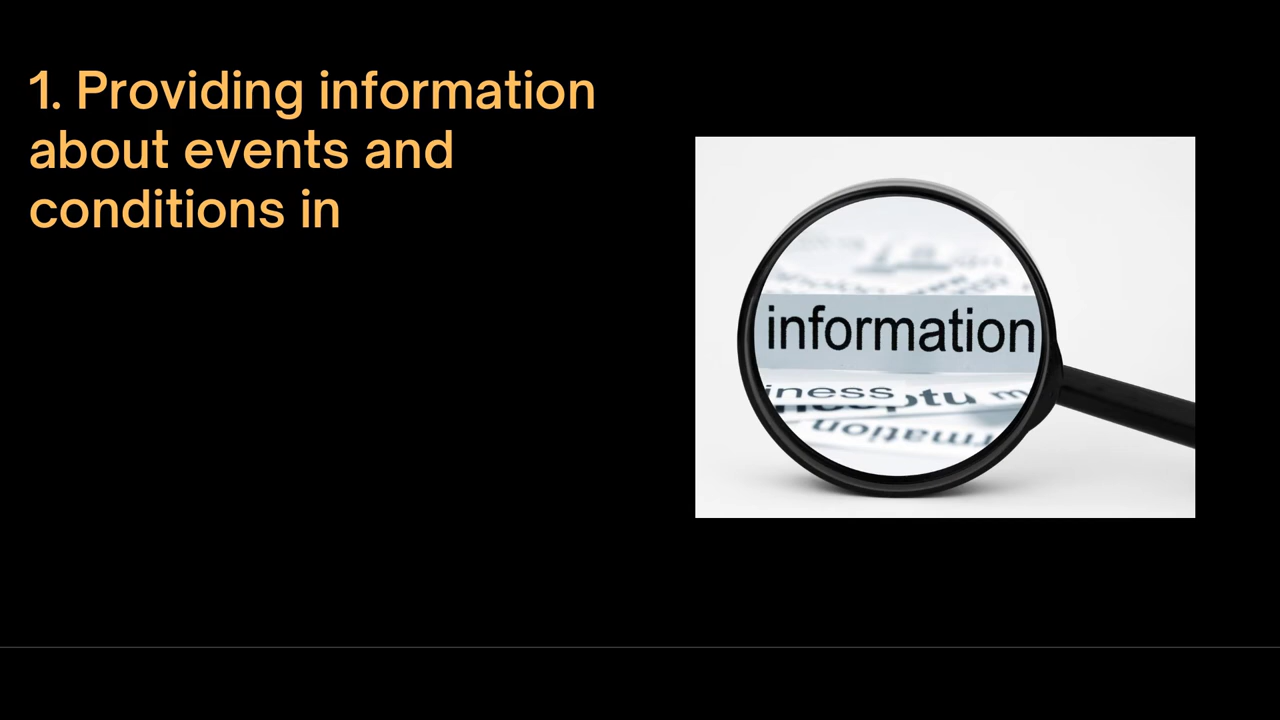 1. Providing information
about events and
conditions in
information
iness